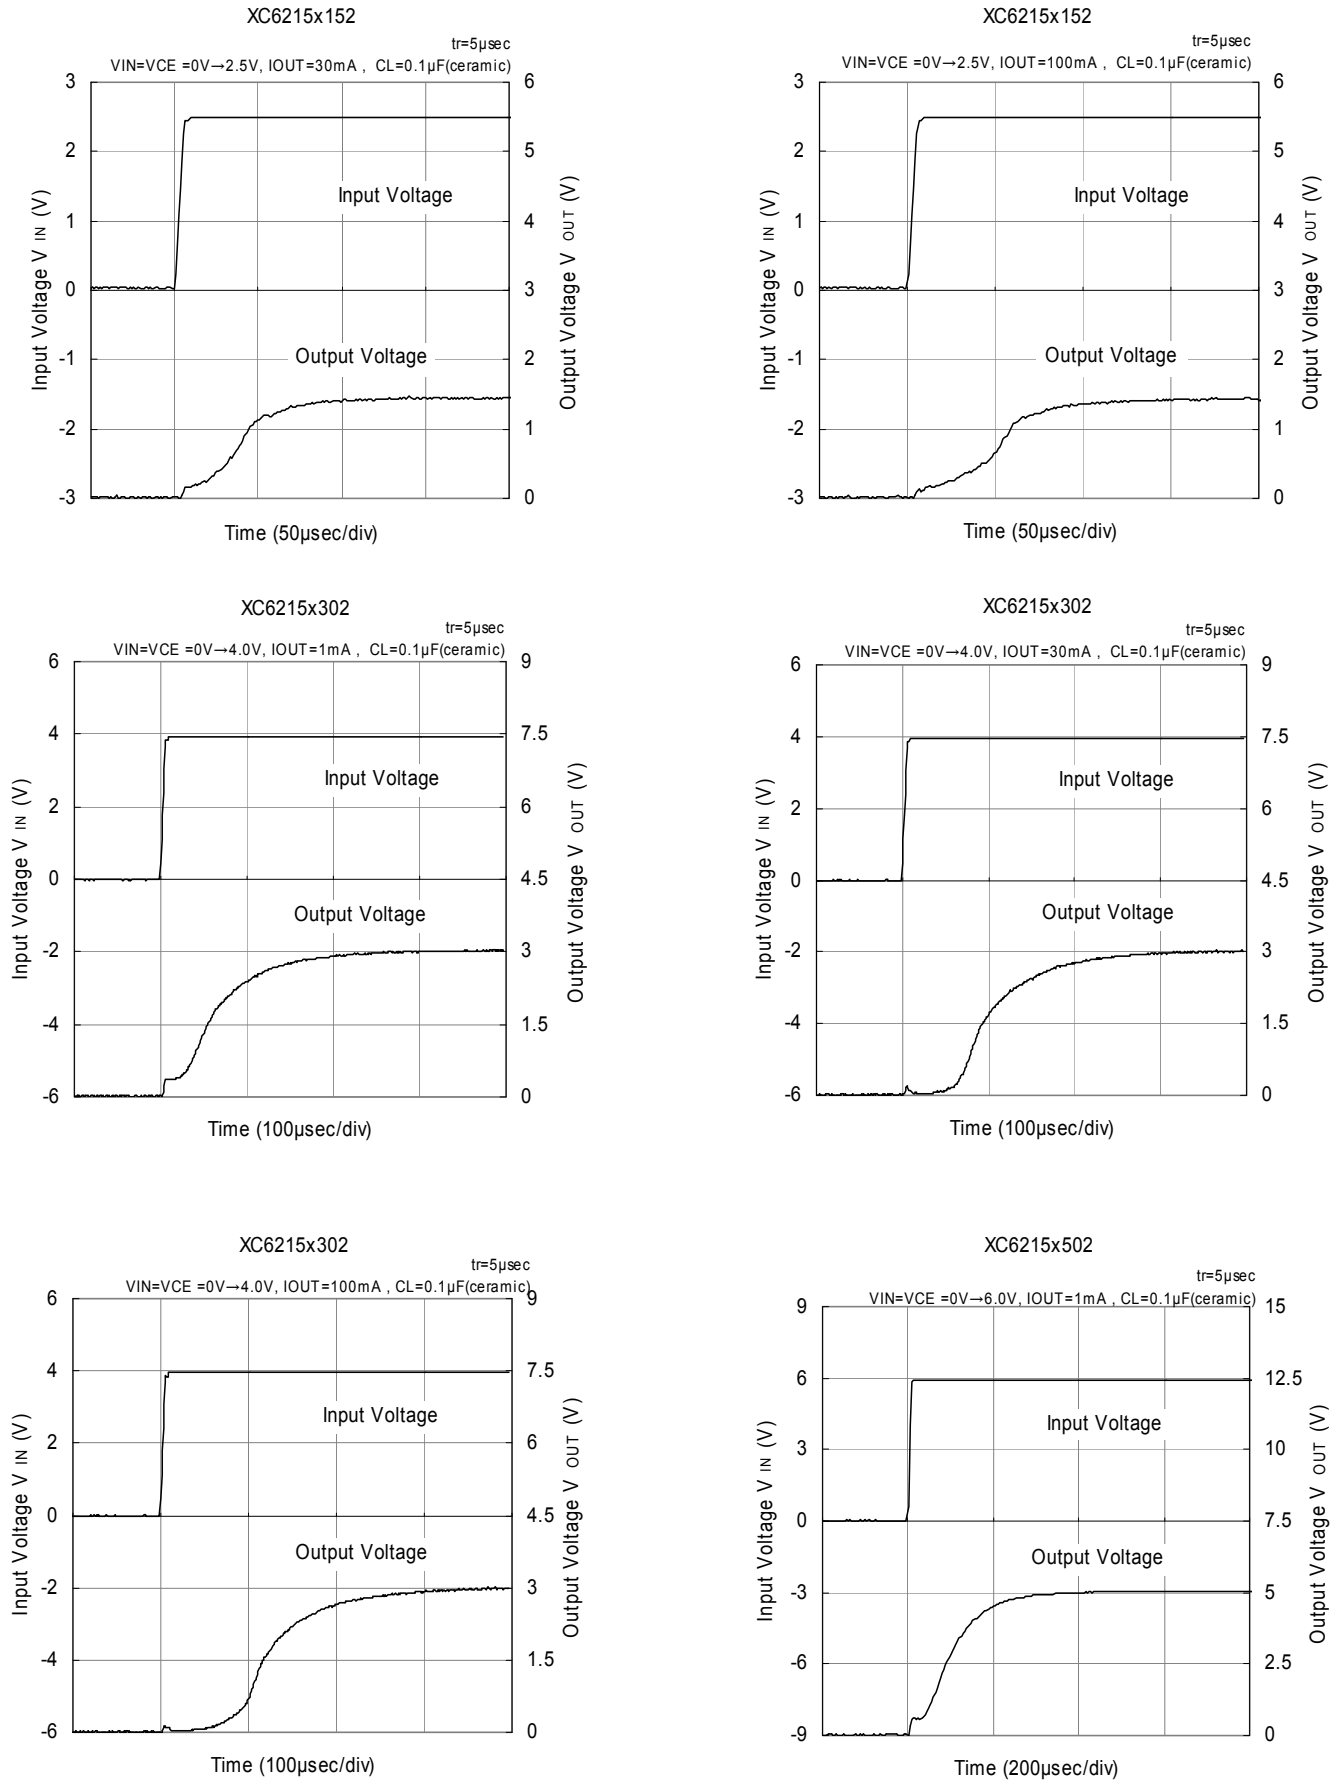 XC6215x152
tr=5µsec
VIN=VCE =0V→2.5V, IOUT=30mA , CL=0.1µF(ceramic)
3
2
1
0
-1
-2
-3
6
5
4
3
2
1
0
Input Voltage V IN (V)
Output Voltage V OUT (V)
Input Voltage
Output Voltage
Time (50µsec/div)
XC6215x152
tr=5µsec
VIN=VCE =0V→2.5V, IOUT=100mA , CL=0.1µF(ceramic)
3
2
1
0
-1
-2
-3
6
5
4
3
2
1
0
Input Voltage V IN (V)
Output Voltage V OUT (V)
Input Voltage
Output Voltage
Time (50µsec/div)
XC6215x302
tr=5µsec
VIN=VCE =0V→4.0V, IOUT=1mA , CL=0.1µF(ceramic)
6
4
2
0
-2
-4
-6
9
7.5
6
4.5
3
1.5
0
Input Voltage V IN (V)
Output Voltage V OUT (V)
Input Voltage
Output Voltage
Time (100µsec/div)
XC6215x302
tr=5µsec
VIN=VCE =0V→4.0V, IOUT=30mA , CL=0.1µF(ceramic)
6
4
2
0
-2
-4
-6
9
7.5
6
4.5
3
1.5
0
Input Voltage V IN (V)
Output Voltage V OUT (V)
Input Voltage
Output Voltage
Time (100µsec/div)
XC6215x302
tr=5µsec
VIN=VCE =0V→4.0V, IOUT=100mA , CL=0.1µF(ceramic)
6
4
2
0
-2
-4
-6
9
7.5
6
4.5
3
1.5
0
Input Voltage V IN (V)
Output Voltage V OUT (V)
Input Voltage
Output Voltage
Time (100µsec/div)
XC6215x502
tr=5µsec
VIN=VCE =0V→6.0V, IOUT=1mA , CL=0.1µF(ceramic)
9
6
3
0
-3
-6
-9
15
12.5
10
7.5
5
2.5
0
Input Voltage V IN (V)
Output Voltage V OUT (V)
Input Voltage
Output Voltage
Time (200µsec/div)